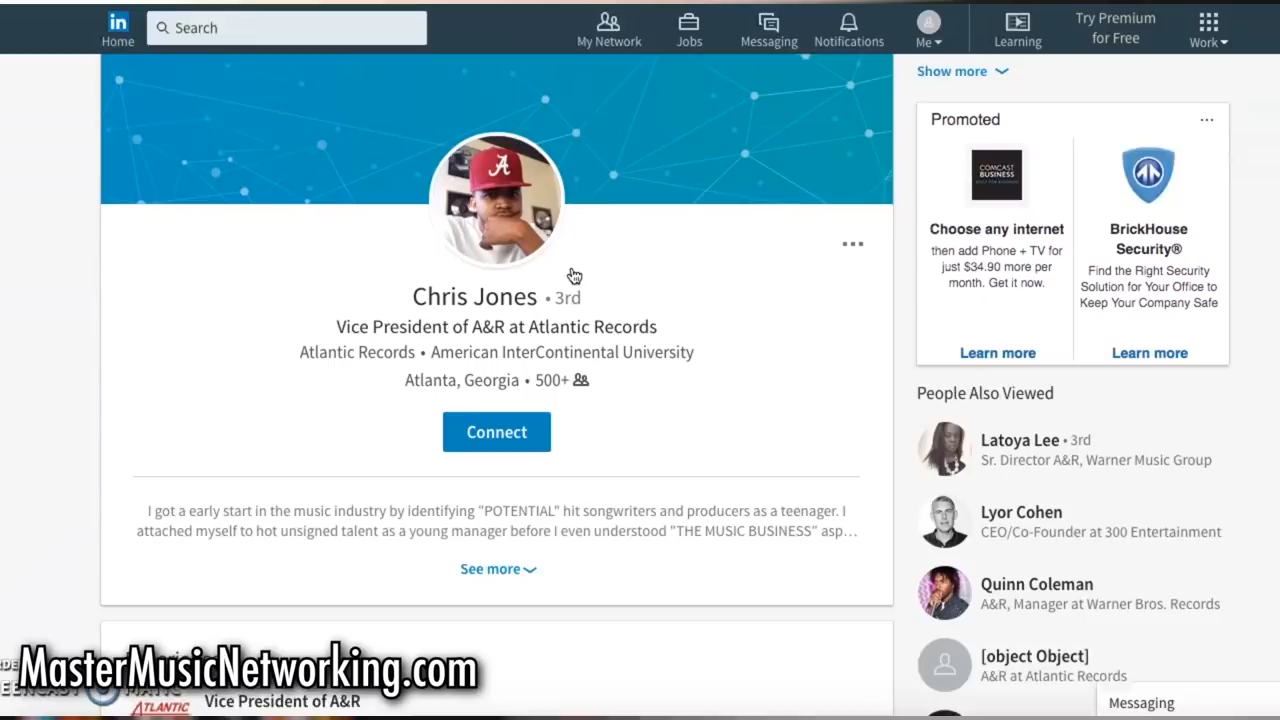 in
Search
Home
My Network
Jobs
Messaging
Notifications
Me
Learning
Try Premium
for Free
Work
A
Chris Jones • 3rd
Vice President of A&R at Atlantic Records
Atlantic Records • American InterContinental University
Atlanta, Georgia • 500+
Connect
I got a early start in the music industry by identifying "POTENTIAL" hit songwriters and producers as a teenager. I
attached myself to hot unsigned talent as a young manager before I even understood "THE MUSIC BUSINESS" asp…
See more
Show more
Promoted
COMCAST
BUSINESS
Choose any internet
then add Phone + TV for
just $34.90 more per
month. Get it now.
Learn more
BrickHouse
Security®
Find the Right Security
Solution for Your Office to
Keep Your Company Safe
Learn more
People Also Viewed
Latoya Lee • 3rd
Sr. Director A&R, Warner Music Group
Lyor Cohen
CEO/Co-Founder at 300 Entertainment
Quinn Coleman
A&R, Manager at Warner Bros. Records
[object Object]
A&R at Atlantic Records
Messaging
MasterMusicNetworking.com
ATLANTIC
Vice President of A&R